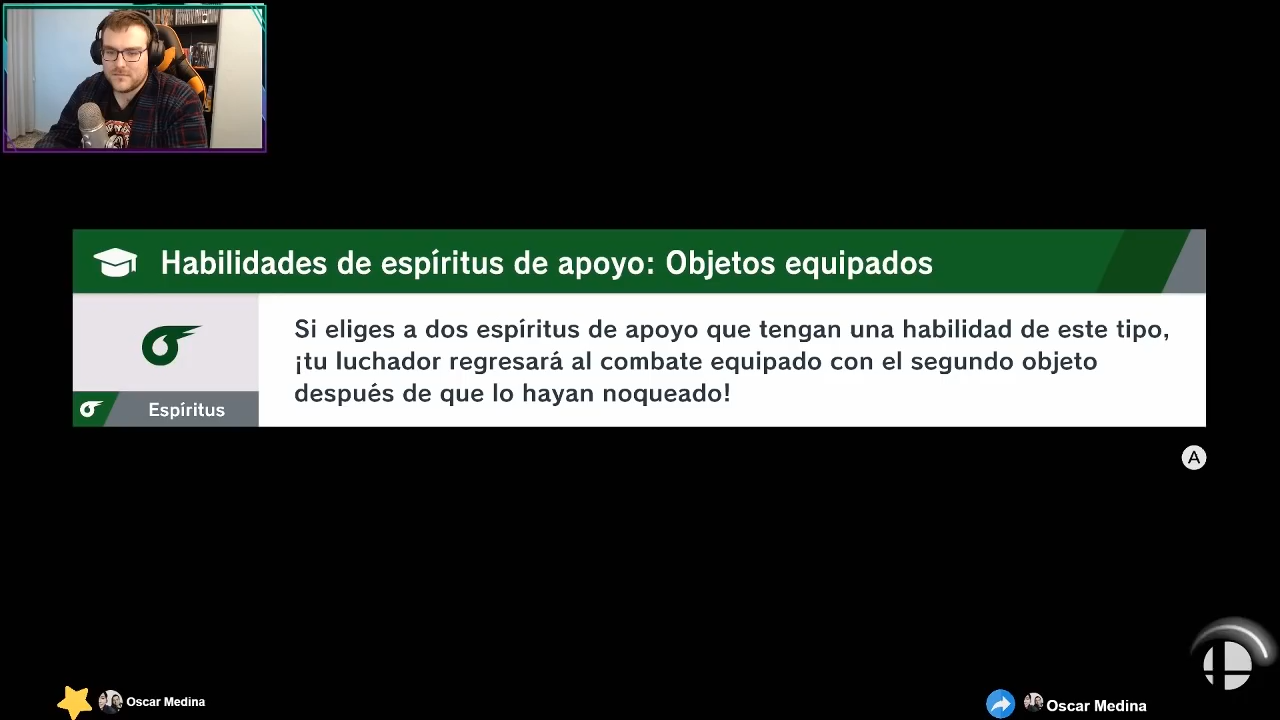 Habilidades de espíritus de apoyo: Objetos equipados
Si eliges a dos espíritus de apoyo que tengan una habilidad de este tipo,
¡tu luchador regresará al combate equipado con el segundo objeto
después de que lo hayan noqueado!
Espíritus
A
Oscar Medina
Oscar Medina